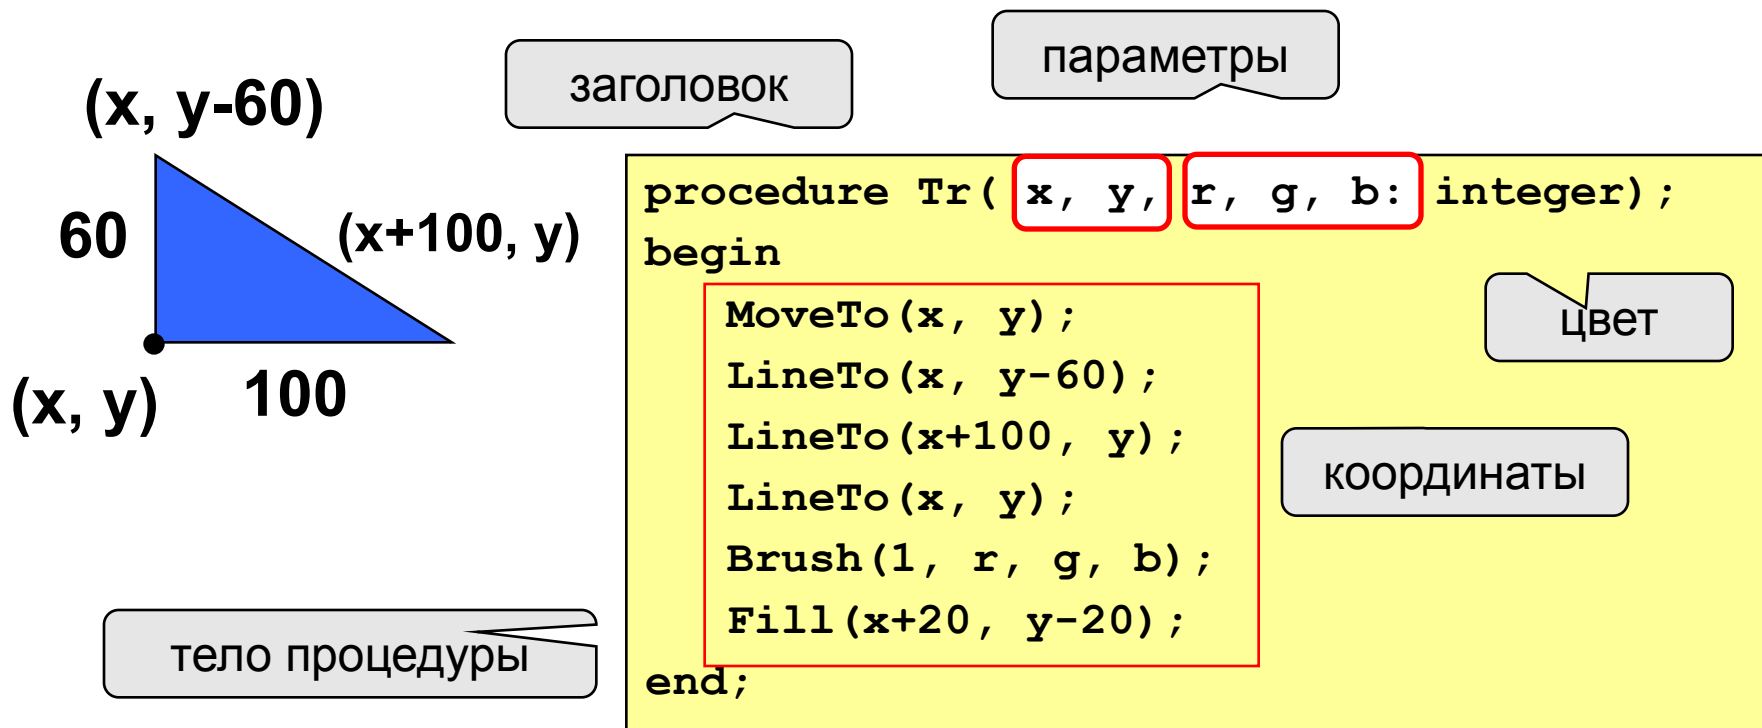 заголовок
параметры
(x, y-60)
60
(x+100, y)
(x, y)
100
procedure Tr( x, y, r, g, b: integer);
begin
MoveTo(x, y);
LineTo(x, y-60);
LineTo(x+100, y);
LineTo(x, y);
Brush(1, r, g, b);
Fill(x+20, y-20);
end;
цвет
координаты
тело процедуры